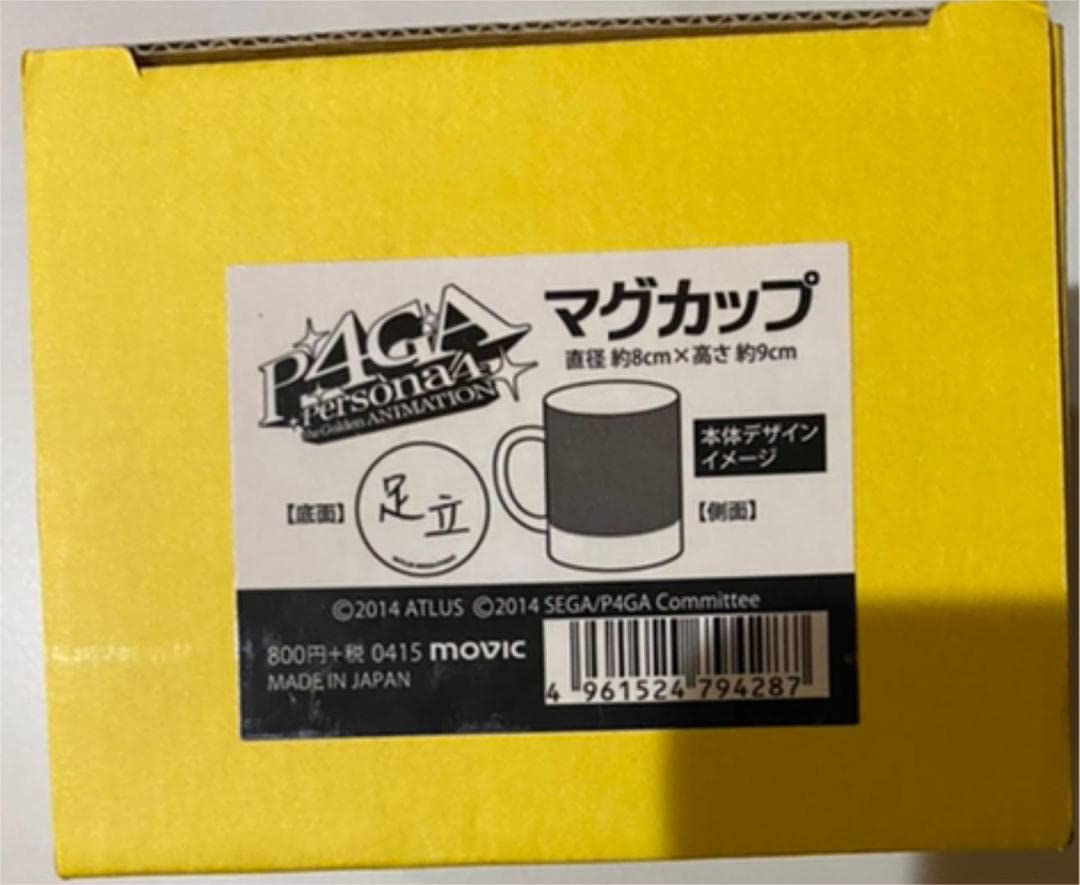 P4GA
Persona4
the Golden ANIMATION
マグカップ
直径 約8cm×高さ 約9cm
本体デザイン
イメージ
【底面】
足立
【側面】
©2014 ATLUS ©2014 SEGA/P4GA Committee
800円+税 0415 movic
MADE IN JAPAN
4 961524 794287